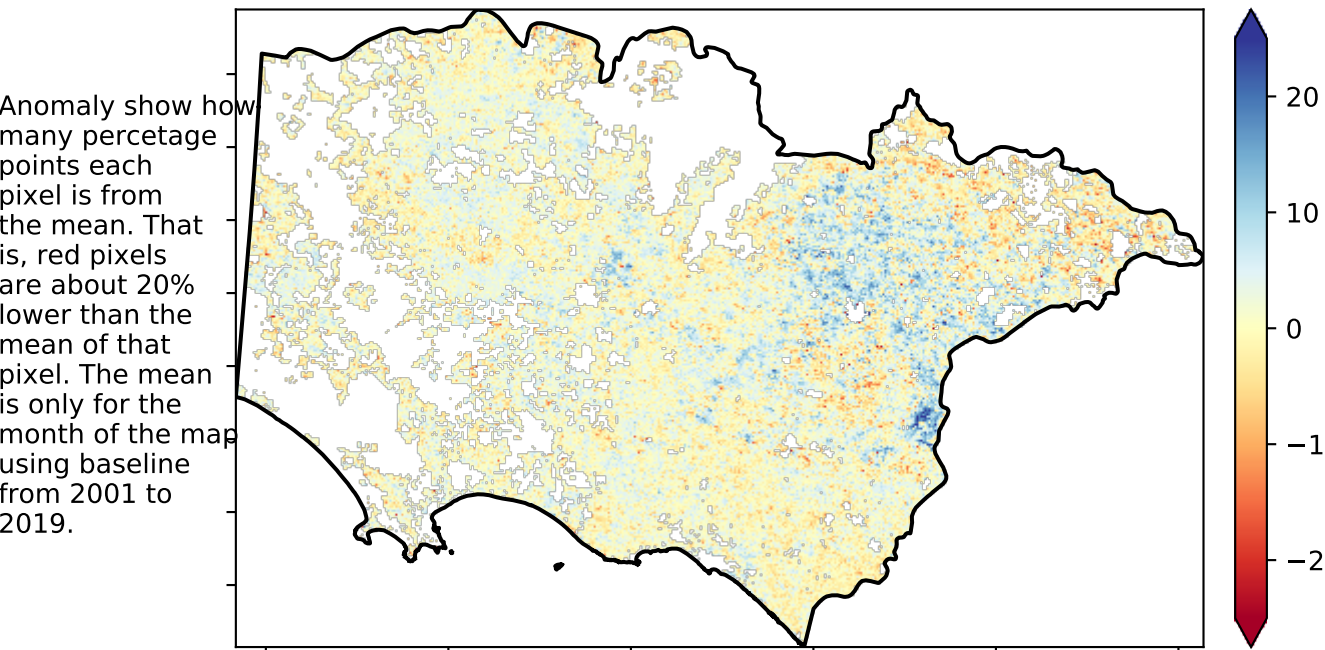 Anomaly show how
many percetage
points each
pixel is from
the mean. That
is, red pixels
are about 20%
lower than the
mean of that
pixel. The mean
is only for the
month of the map
using baseline
from 2001 to
2019.
20
10
0
−1
−2